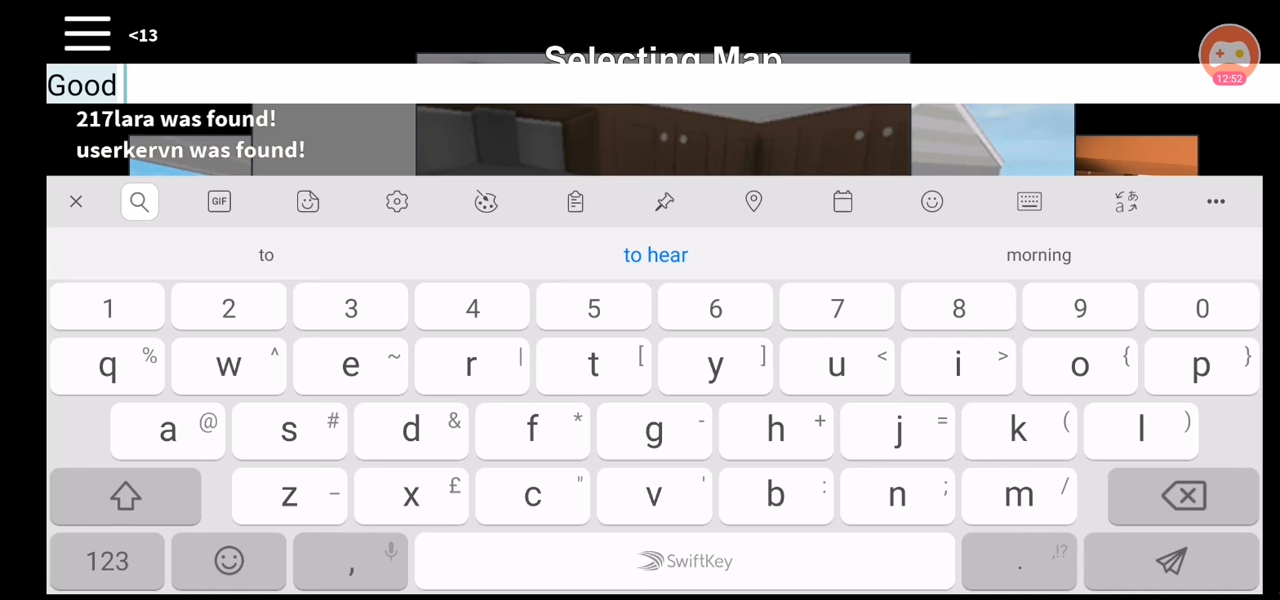 <13
Selecting Map
12:52
Good
217lara was found!
userkervn was found!
GIF
to
to hear
morning
1 2 3 4 5 6 7 8 9 0
q % w ^ e ~ r | t [ y ] u < i > o { p }
a @ s # d & f * g - h + j = k ( l )
z – x £ c " v ' b : n ; m /
123 , SwiftKey . ,!?